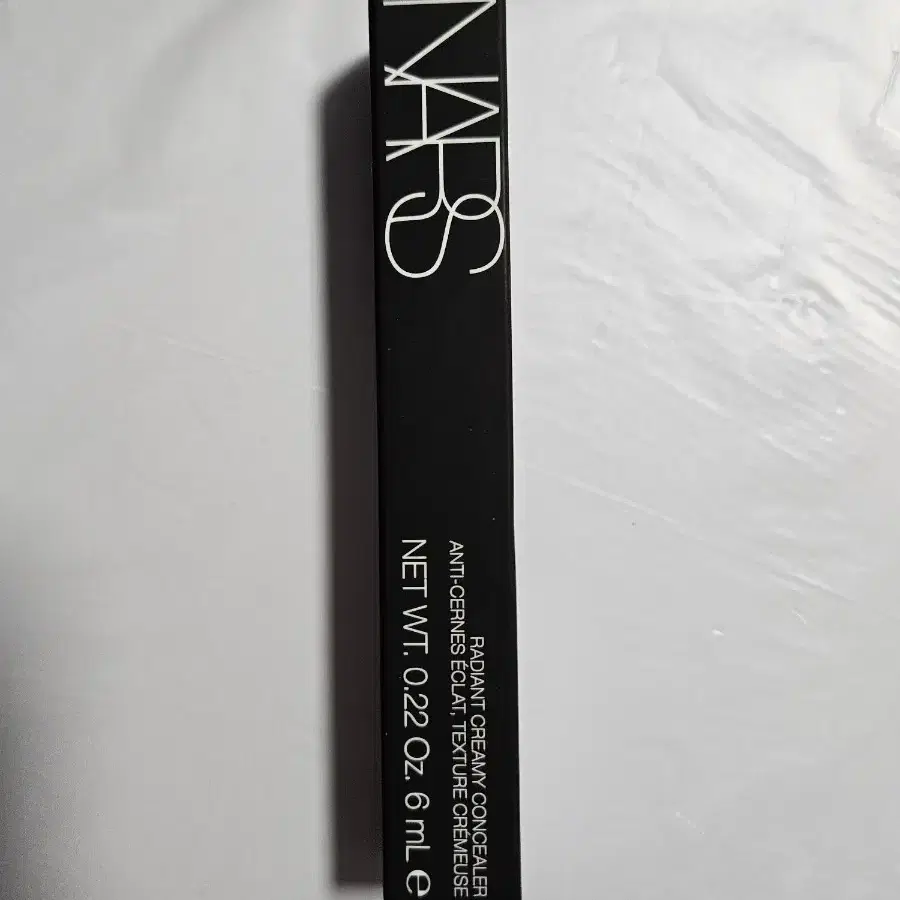 NARS
RADIANT CREAMY CONCEALER
ANTI-CERNES ÉCLAT, TEXTURE CRÉMEUSE
NET WT. 0.22 Oz. 6 mL ℮